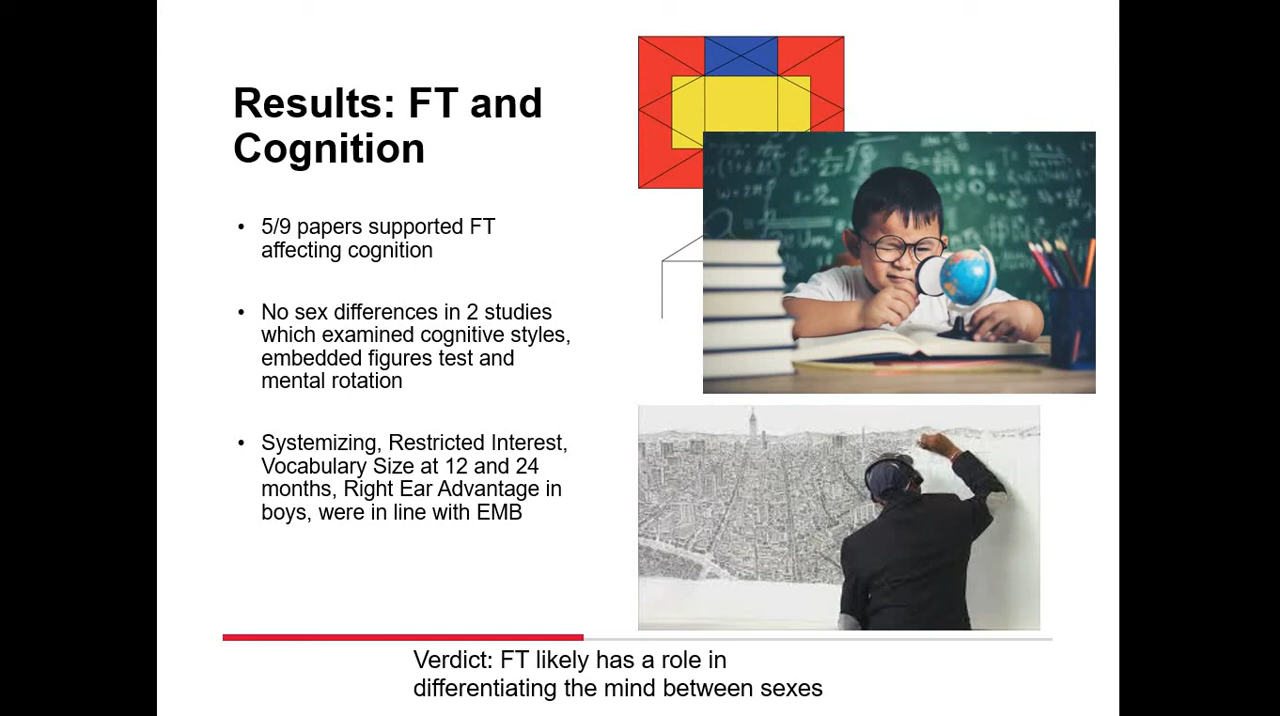 Results: FT and
Cognition
• 5/9 papers supported FT
affecting cognition
• No sex differences in 2 studies
which examined cognitive styles,
embedded figures test and
mental rotation
• Systemizing, Restricted Interest,
Vocabulary Size at 12 and 24
months, Right Ear Advantage in
boys, were in line with EMB
Verdict: FT likely has a role in
differentiating the mind between sexes